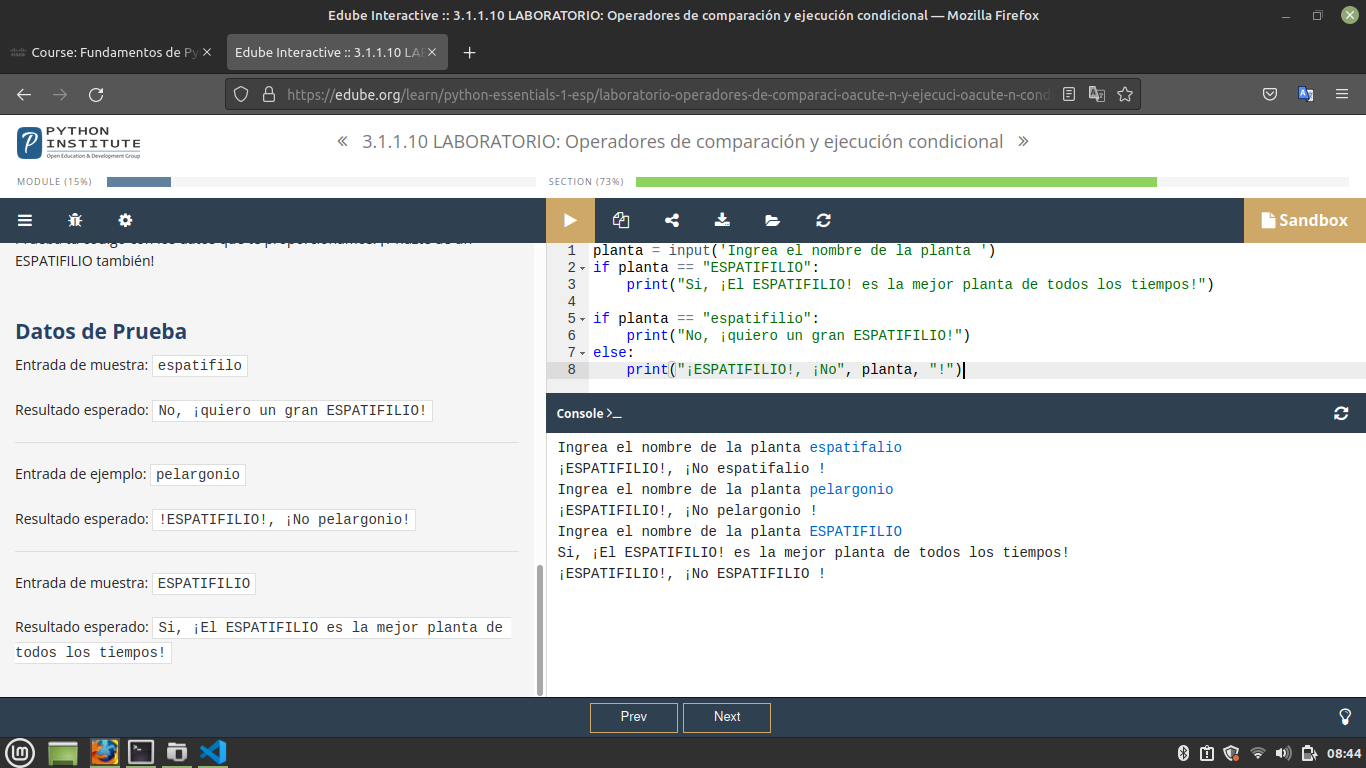 Edube Interactive :: 3.1.1.10 LABORATORIO: Operadores de comparación y ejecución condicional — Mozilla Firefox
Course: Fundamentos de Py
Edube Interactive :: 3.1.1.10 LA
https://edube.org/learn/python-essentials-1-esp/laboratorio-operadores-de-comparaci-oacute-n-y-ejecuci-oacute-n-cond
PYTHON
INSTITUTE
Open Education & Development Group
« 3.1.1.10 LABORATORIO: Operadores de comparación y ejecución condicional »
MODULE (15%)
SECTION (73%)
Sandbox
ESPATIFILIO también!
Datos de Prueba
Entrada de muestra: espatifilo
Resultado esperado: No, ¡quiero un gran ESPATIFILIO!
Entrada de ejemplo: pelargonio
Resultado esperado: !ESPATIFILIO!, ¡No pelargonio!
Entrada de muestra: ESPATIFILIO
Resultado esperado: Si, ¡El ESPATIFILIO es la mejor planta de
todos los tiempos!
1 planta = input('Ingrea el nombre de la planta ')
2 if planta == "ESPATIFILIO":
3 print("Si, ¡El ESPATIFILIO! es la mejor planta de todos los tiempos!")
4
5 if planta == "espatifilio":
6 print("No, ¡quiero un gran ESPATIFILIO!")
7 else:
8 print("¡ESPATIFILIO!, ¡No", planta, "!")
Console >_
Ingrea el nombre de la planta espatifalio
¡ESPATIFILIO!, ¡No espatifalio !
Ingrea el nombre de la planta pelargonio
¡ESPATIFILIO!, ¡No pelargonio !
Ingrea el nombre de la planta ESPATIFILIO
Si, ¡El ESPATIFILIO! es la mejor planta de todos los tiempos!
¡ESPATIFILIO!, ¡No ESPATIFILIO !
Prev
Next
08:44